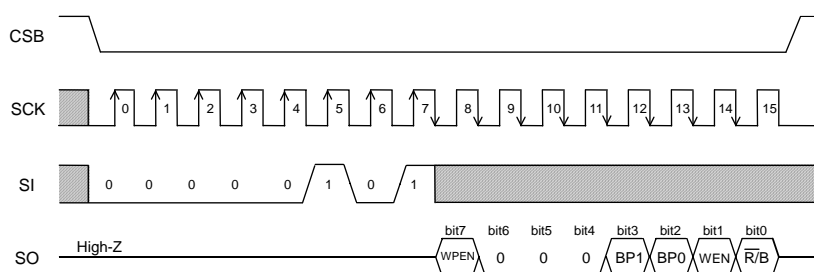 CSB
SCK 0 1 2 3 4 5 6 7 8 9 10 11 12 13 14 15
SI 0 0 0 0 0 1 0 1
bit7 bit6 bit5 bit4 bit3 bit2 bit1 bit0
SO High-Z WPEN 0 0 0 BP1 BP0 WEN R̅/B